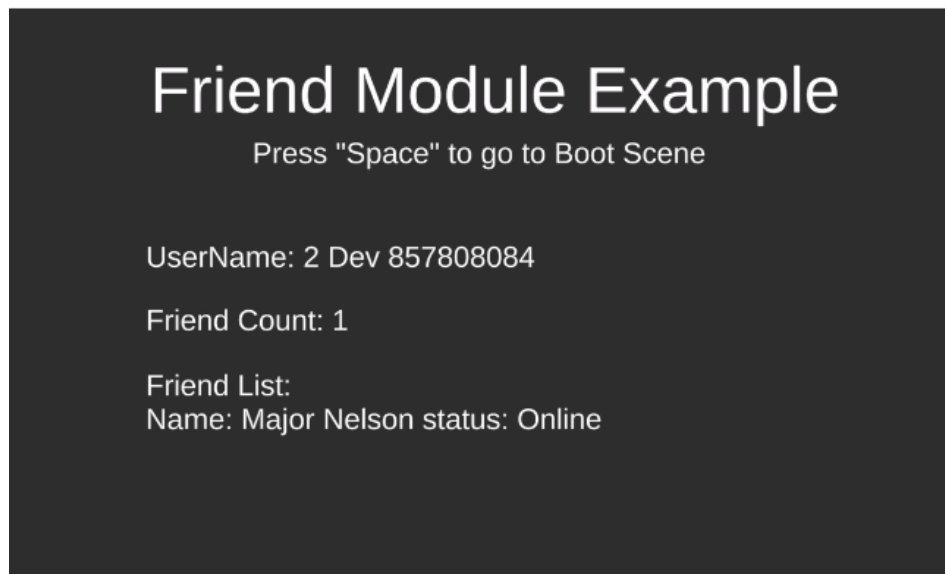 Friend Module Example
Press "Space" to go to Boot Scene
UserName: 2 Dev 857808084
Friend Count: 1
Friend List:
Name: Major Nelson status: Online